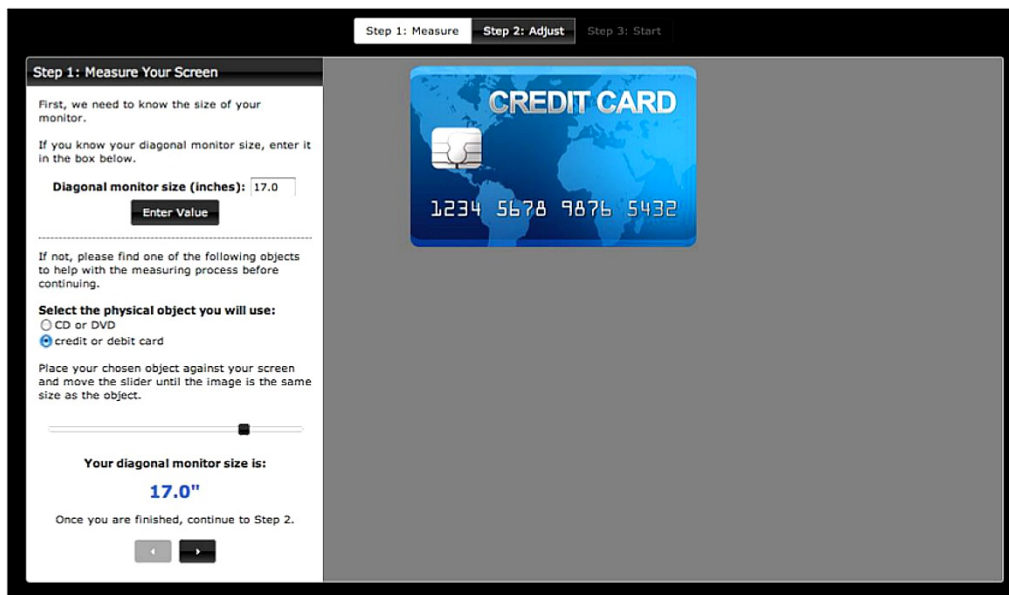 Step 1: Measure
Step 2: Adjust
Step 3: Start
Step 1: Measure Your Screen
First, we need to know the size of your
monitor.
If you know your diagonal monitor size, enter it
in the box below.
Diagonal monitor size (inches): 17.0
Enter Value
If not, please find one of the following objects
to help with the measuring process before
continuing.
Select the physical object you will use:
CD or DVD
credit or debit card
Place your chosen object against your screen
and move the slider until the image is the same
size as the object.
Your diagonal monitor size is:
17.0"
Once you are finished, continue to Step 2.
CREDIT CARD
1234 5678 9876 5432